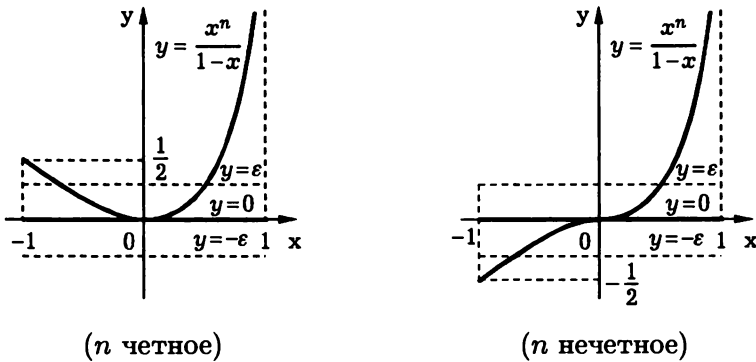 y
y = x^n / (1 − x)
1/2
y = ε
y = 0
−1
0
y = −ε
1
x
(n четное)
y
y = x^n / (1 − x)
y = ε
y = 0
−1
0
y = −ε
1
x
−1/2
(n нечетное)